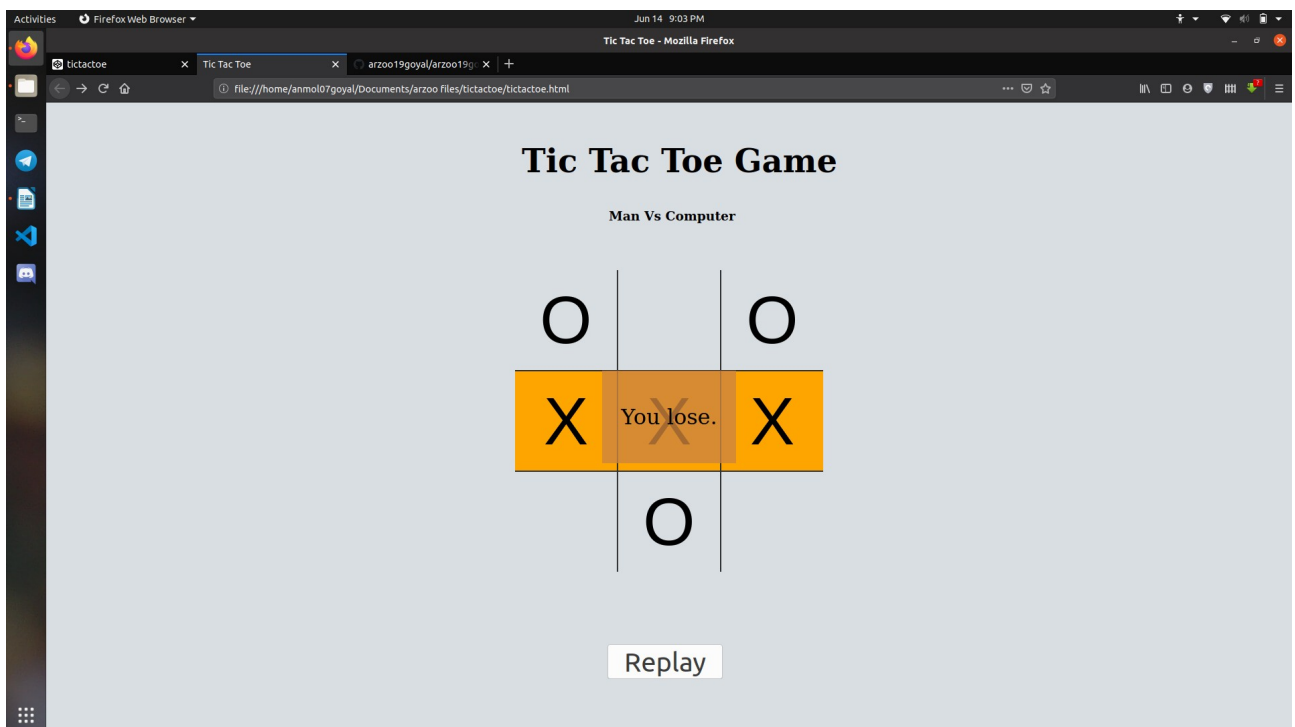 Activities Firefox Web Browser Jun 14 9:03 PM
Tic Tac Toe - Mozilla Firefox
tictactoe Tic Tac Toe arzoo19goyal/arzoo19go
file:///home/anmol07goyal/Documents/arzoo files/tictactoe/tictactoe.html
Tic Tac Toe Game
Man Vs Computer
O O
X X X
You lose.
O
Replay